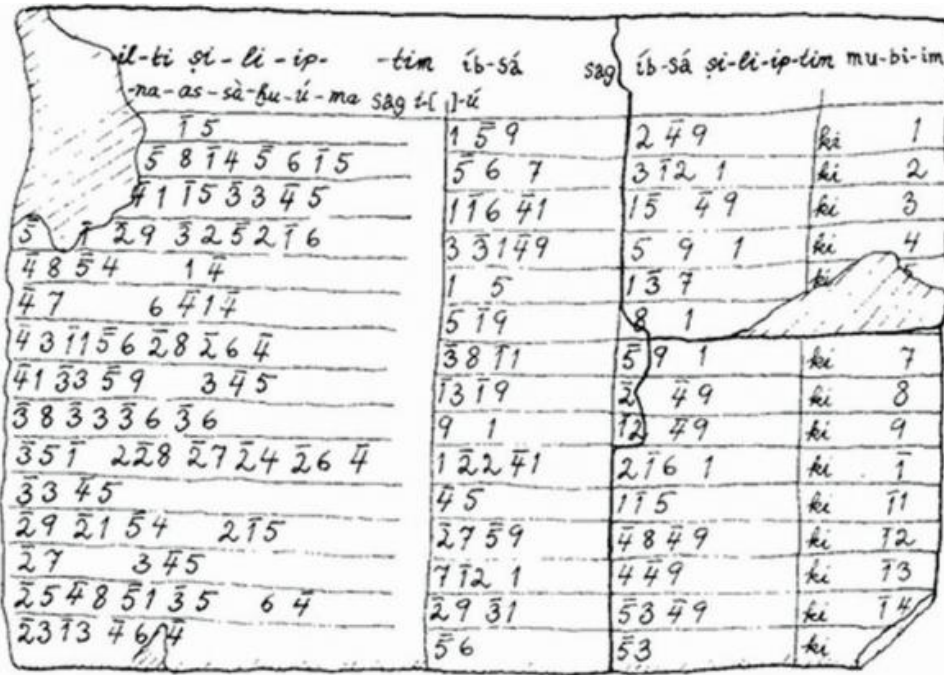 -il-ti ṣi-li-ip- -tim íb-sá sag íb-sá ṣi-li-ip-tim mu-bi-im
-na-as-sà-ḫu-ú-ma sag i-[ ]-ú
1̄5 1 5̄9 2 4̄9 ki 1
5̄8 1̄4 5̄6 1̄5 5̄6 7 3 1̄2 1 ki 2
4̄1 1̄5 3̄3 4̄5 1 1̄6 4̄1 1̄5 4̄9 ki 3
5̄ 1̄ 2̄9 3̄2 5̄2 1̄6 3 3̄1 4̄9 5 9 1 ki 4
4̄8 5̄4 1 4̄ 1 5 1 3̄7 ki
4̄7 6 4̄1 4̄ 5 1̄9 8 1
4̄3 1̄1 5̄6 2̄8 2̄6 4̄ 3̄8 1̄1 5̄9 1 ki 7
4̄1 3̄3 5̄9 3 4̄5 1̄3 1̄9 2̄ 4̄9 ki 8
3̄8 3̄3 3̄6 3̄6 9 1 1̄2 4̄9 ki 9
3̄5 1̄ 2 2̄8 2̄7 2̄4 2̄6 4̄ 1 2̄2 4̄1 2 1̄6 1 ki 1̄
3̄3 4̄5 4̄5 1 1̄5 ki 1̄1
2̄9 2̄1 5̄4 2 1̄5 2̄7 5̄9 4̄8 4̄9 ki 1̄2
2̄7 3 4̄5 7 1̄2 1 4 4̄9 ki 1̄3
2̄5 4̄8 5̄1 3̄5 6 4̄ 2̄9 3̄1 5̄3 4̄9 ki 1̄4
2̄3 1̄3 4̄6 4̄ 5̄6 5̄3 ki